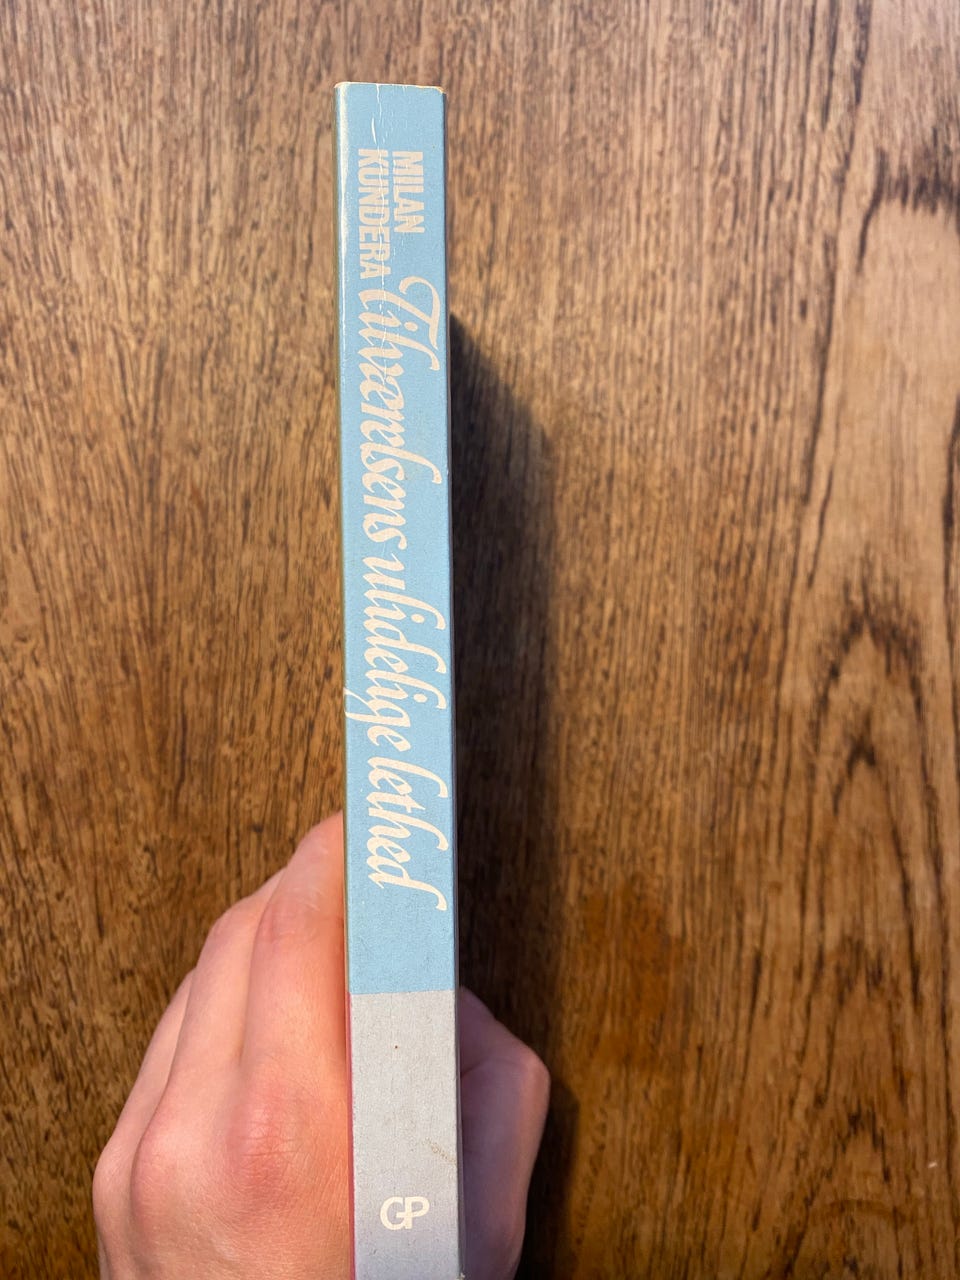 MILAN
KUNDERA
Tilværelsens ulidelige lethed
GP